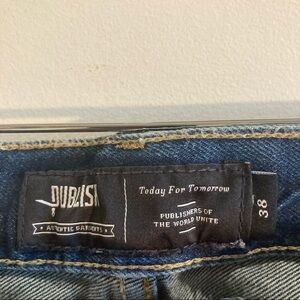 PUBLISH
AUTHENTIC GARMENTS
Today For Tomorrow
PUBLISHERS OF
THE WORLD UNITE
38